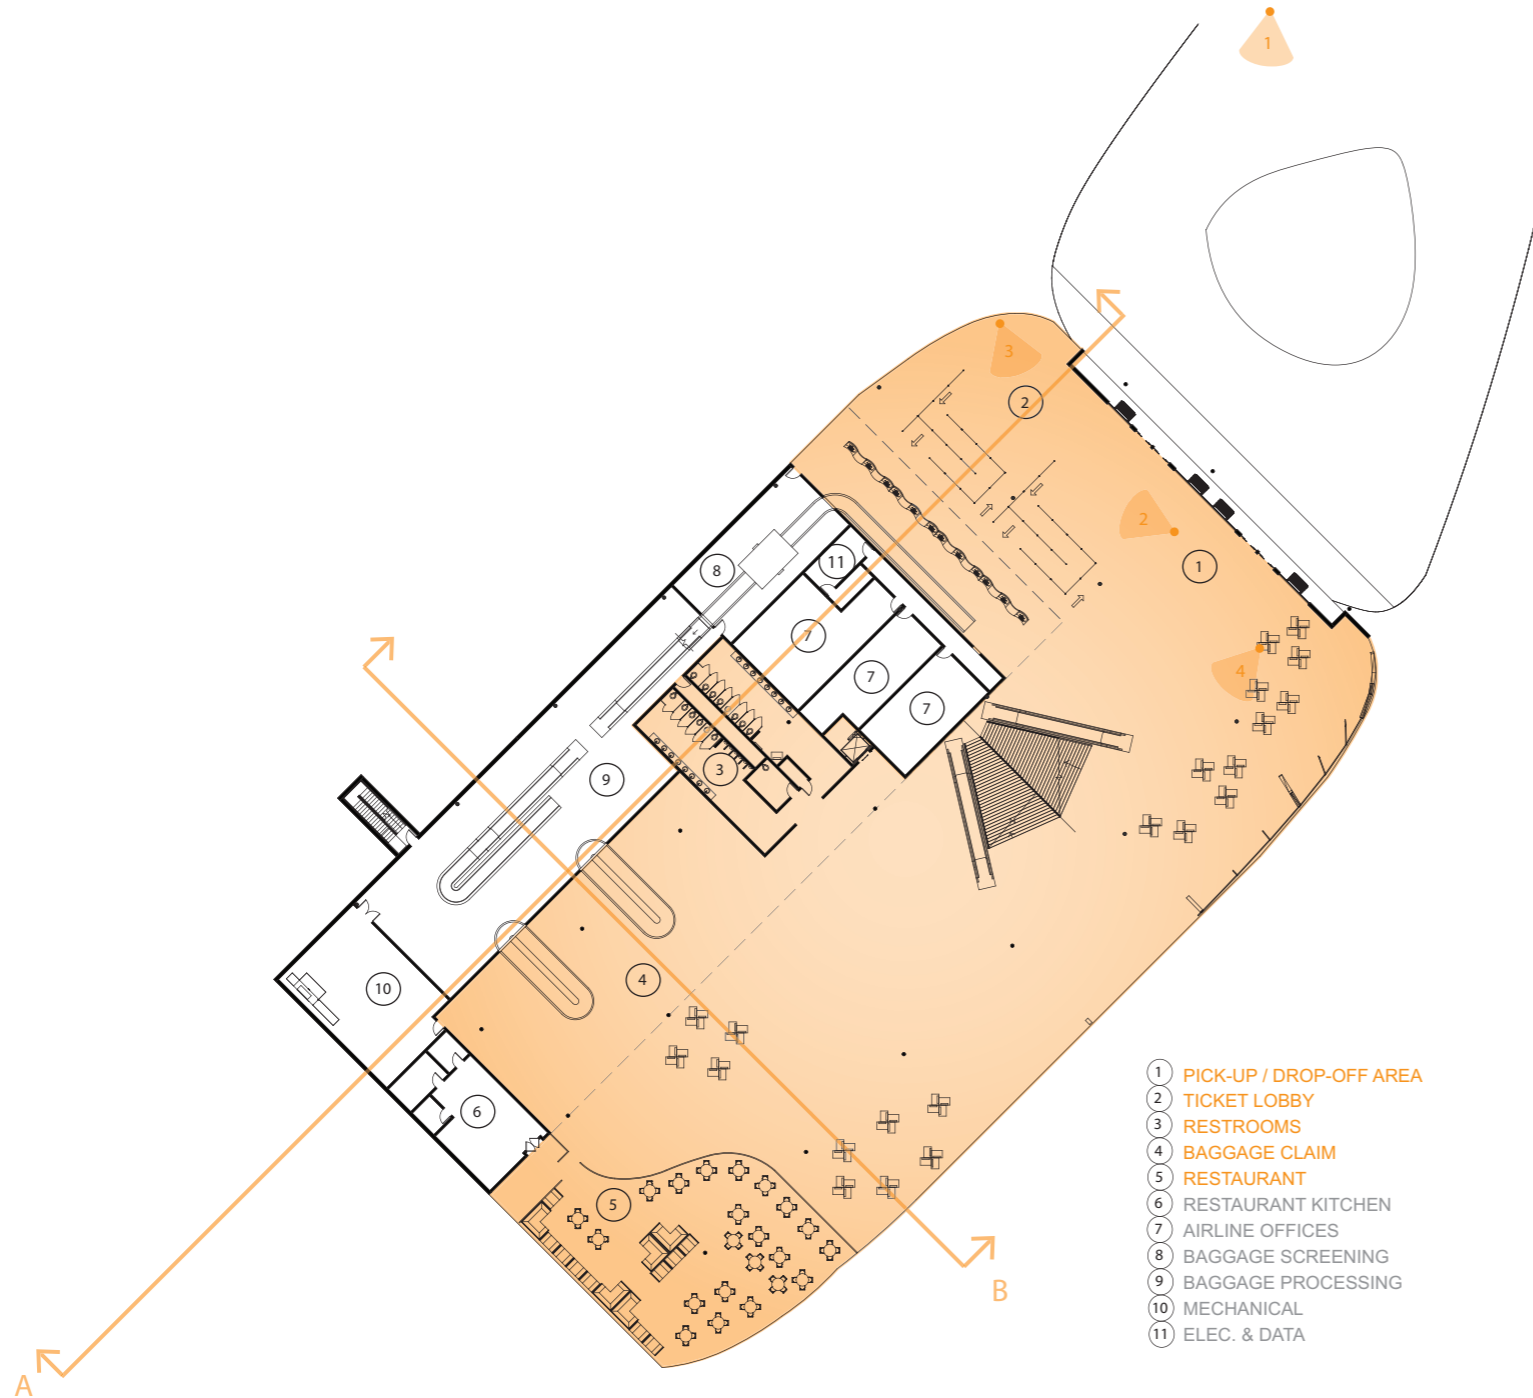 1
3
2
2
1
11
8
7
4
7
7
3
9
4
10
6
5
B
A
1 PICK-UP / DROP-OFF AREA
2 TICKET LOBBY
3 RESTROOMS
4 BAGGAGE CLAIM
5 RESTAURANT
6 RESTAURANT KITCHEN
7 AIRLINE OFFICES
8 BAGGAGE SCREENING
9 BAGGAGE PROCESSING
10 MECHANICAL
11 ELEC. & DATA